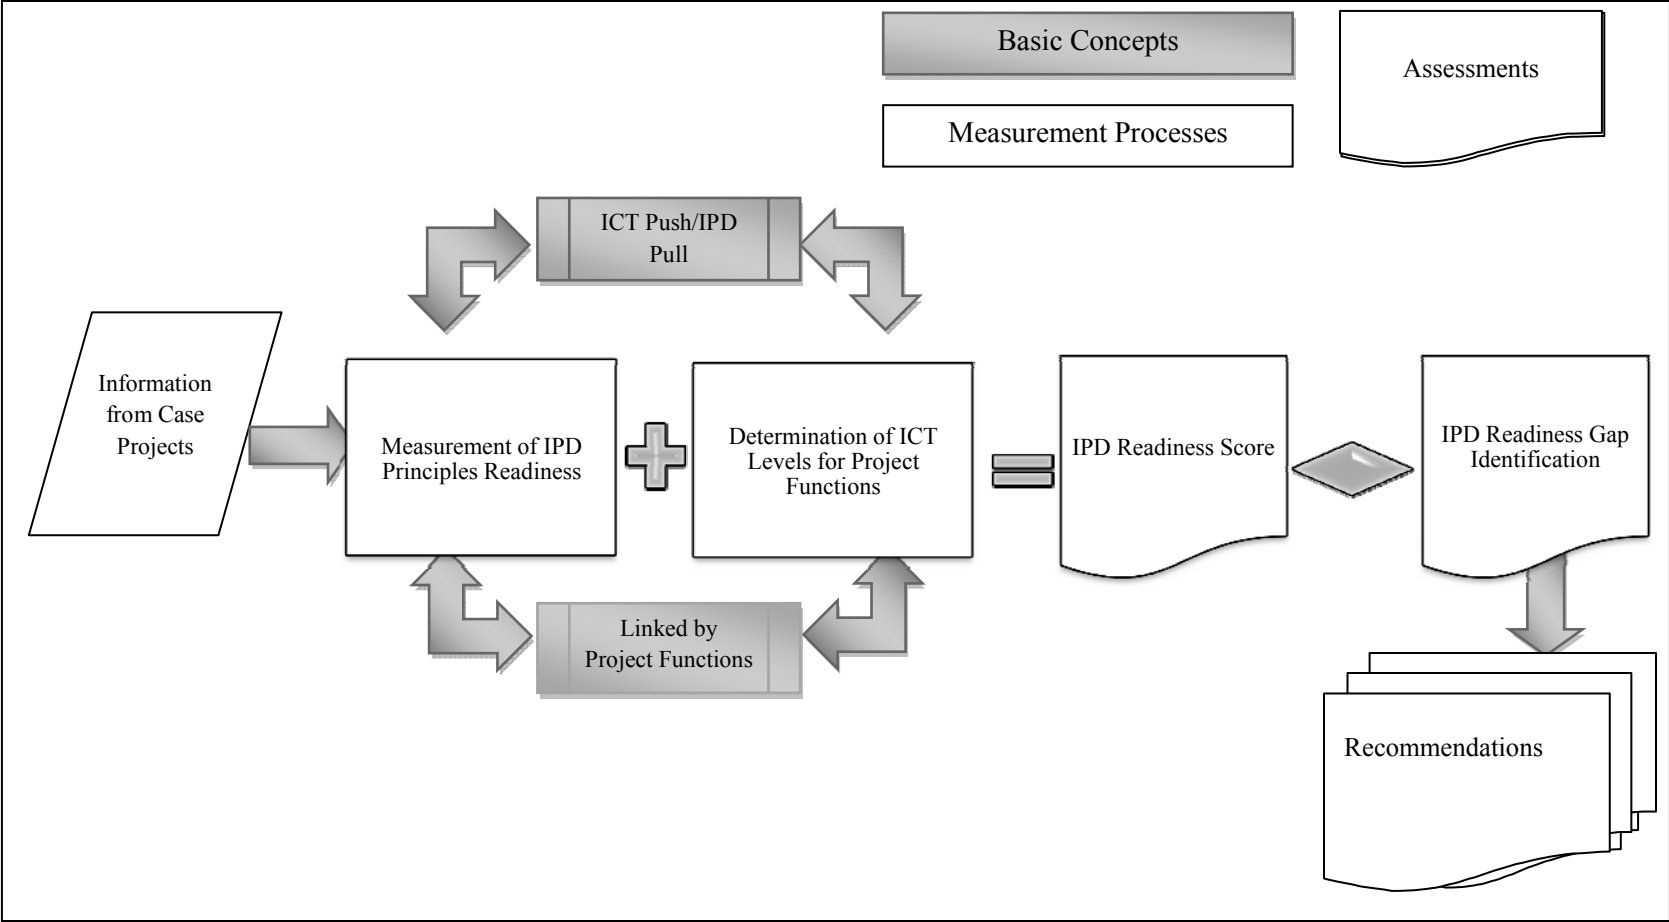 Basic Concepts
Assessments
Measurement Processes
ICT Push/IPD
Pull
Information
from Case
Projects
Measurement of IPD
Principles Readiness
Determination of ICT
Levels for Project
Functions
IPD Readiness Score
IPD Readiness Gap
Identification
Linked by
Project Functions
Recommendations